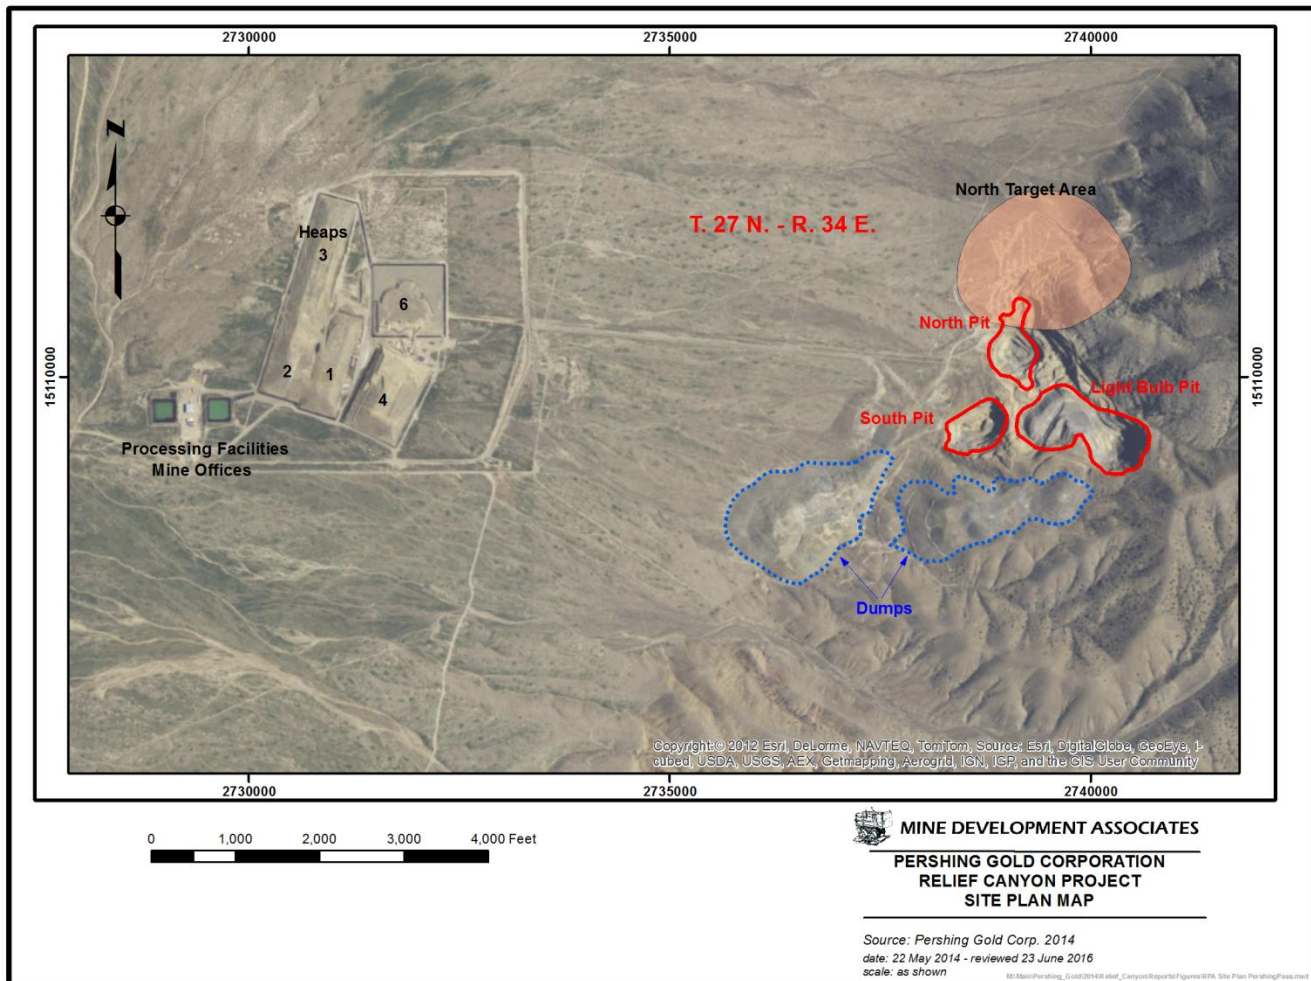 2730000
2735000
2740000
Z
North Target Area
T. 27 N. - R. 34 E.
Heaps
3
6
North Pit
15110000
15110000
2
1
4
Light Bulb Pit
South Pit
Processing Facilities
Mine Offices
Dumps
Copyright:© 2012 Esri, DeLorme, NAVTEQ, TomTom, Source: Esri, DigitalGlobe, GeoEye, i-
cubed, USDA, USGS, AEX, Getmapping, Aerogrid, IGN, IGP, and the GIS User Community
2730000
2735000
2740000
0 1,000 2,000 3,000 4,000 Feet
MINE DEVELOPMENT ASSOCIATES
PERSHING GOLD CORPORATION
RELIEF CANYON PROJECT
SITE PLAN MAP
Source: Pershing Gold Corp. 2014
date: 22 May 2014 - reviewed 23 June 2016
scale: as shown